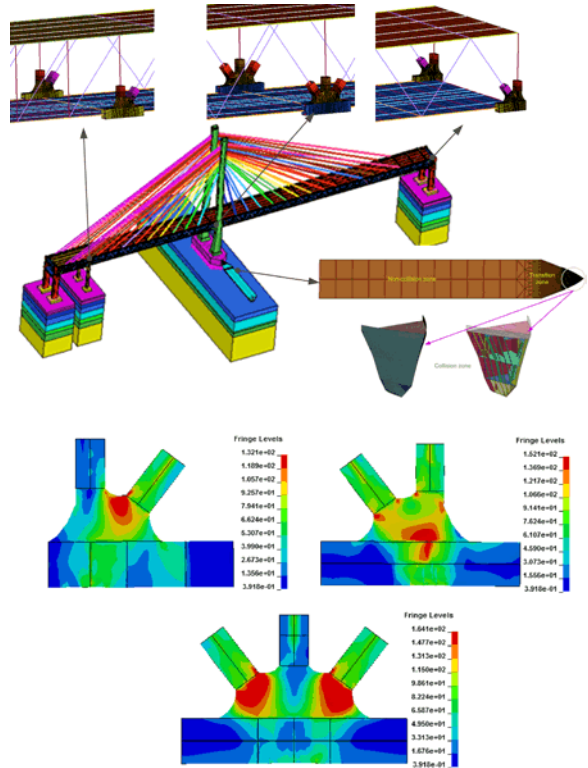 Non-collision zone
Transition
zone
Collision zone
Fringe Levels
1.321e+02
1.189e+02
1.057e+02
9.257e+01
7.941e+01
6.624e+01
5.307e+01
3.990e+01
2.673e+01
1.356e+01
3.918e-01
Fringe Levels
1.521e+02
1.369e+02
1.217e+02
1.066e+02
9.141e+01
7.624e+01
6.107e+01
4.590e+01
3.073e+01
1.556e+01
3.918e-01
Fringe Levels
1.641e+02
1.477e+02
1.313e+02
1.150e+02
9.861e+01
8.224e+01
6.587e+01
4.950e+01
3.313e+01
1.676e+01
3.918e-01